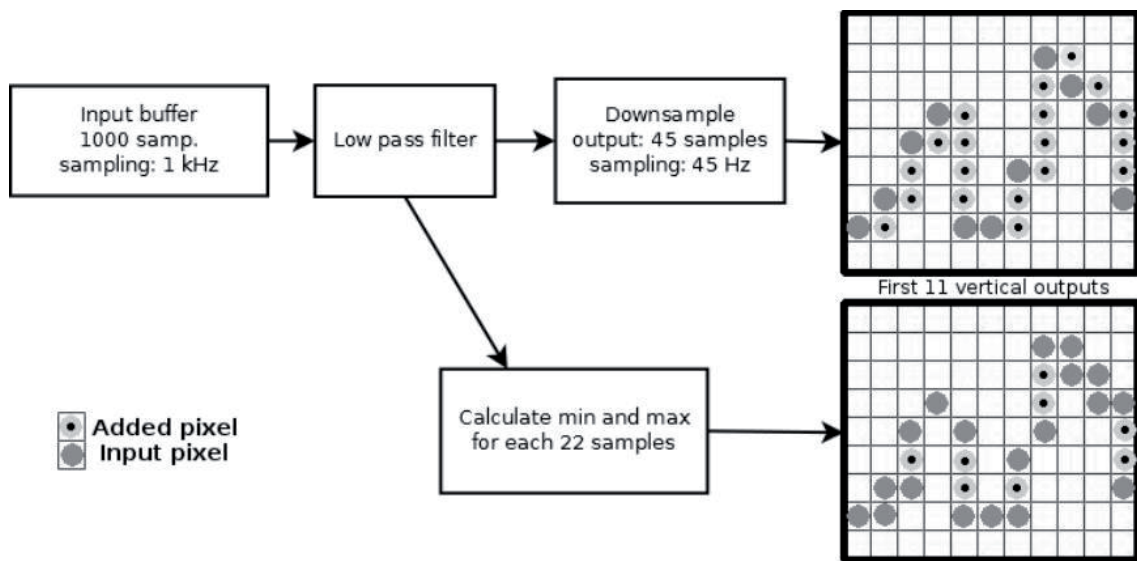 Input buffer
1000 samp.
sampling: 1 kHz
Low pass filter
Downsample
output: 45 samples
sampling: 45 Hz
First 11 vertical outputs
Calculate min and max
for each 22 samples
Added pixel
Input pixel